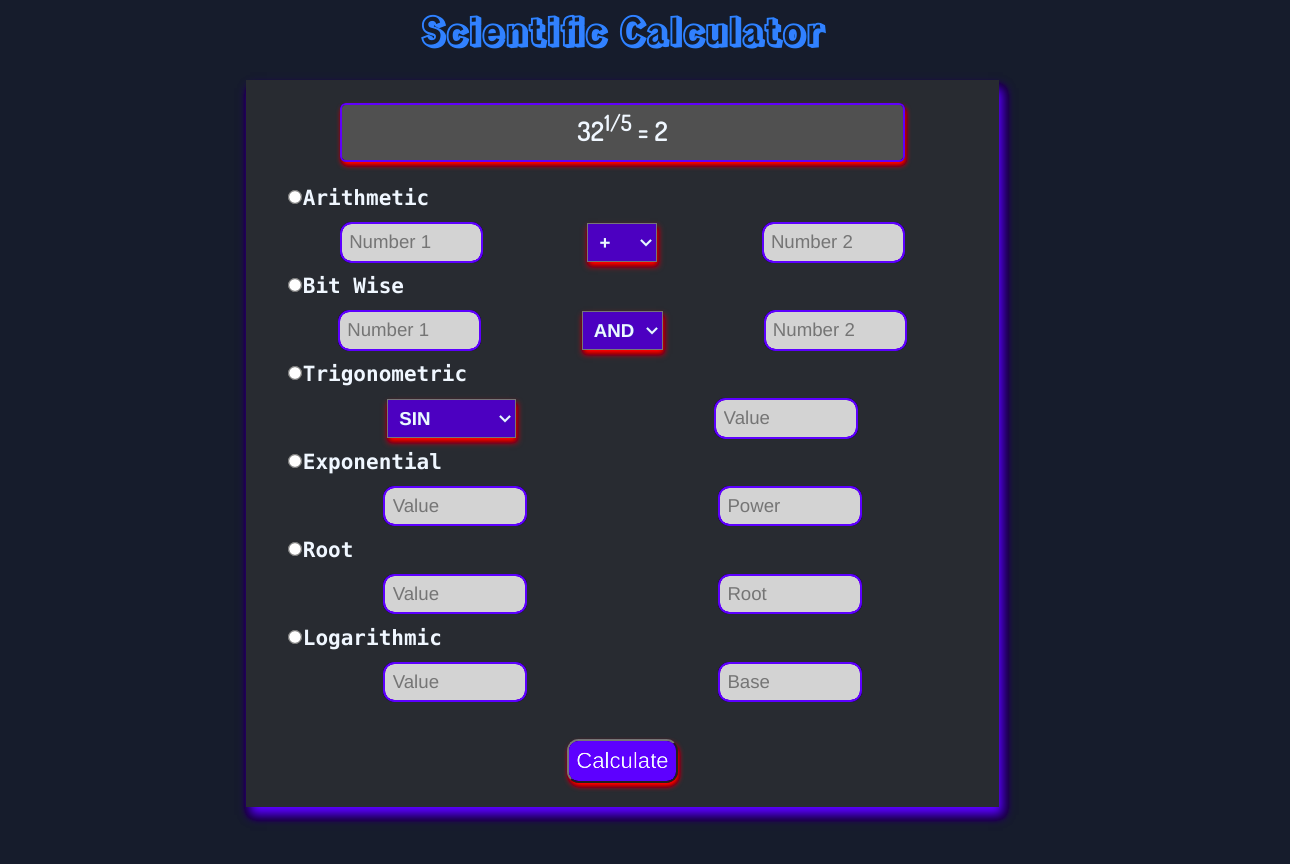 Scientific Calculator
32^1/5 = 2
Arithmetic
Number 1 + Number 2
Bit Wise
Number 1 AND Number 2
Trigonometric
SIN Value
Exponential
Value Power
Root
Value Root
Logarithmic
Value Base
Calculate